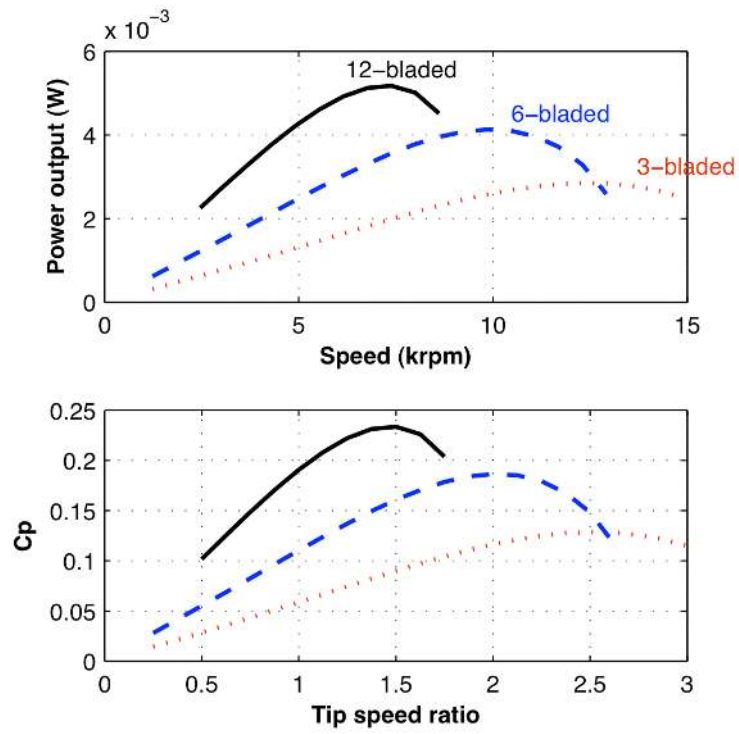 x 10⁻³
6
12-bladed
6-bladed
4
3-bladed
2
0
0 5 10 15
Power output (W)
Speed (krpm)
0.25
0.2
0.15
0.1
0.05
0
0 0.5 1 1.5 2 2.5 3
Cp
Tip speed ratio